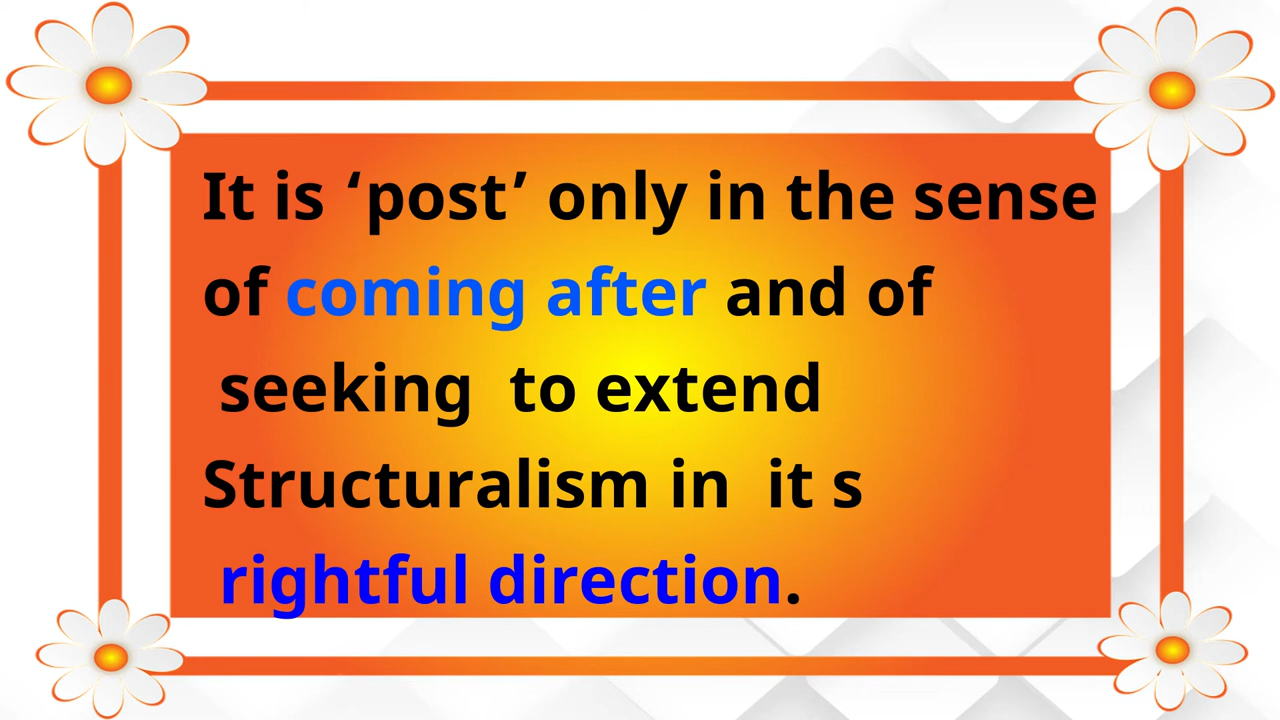 It is ‘post’ only in the sense
of coming after and of
seeking to extend
Structuralism in it s
rightful direction.